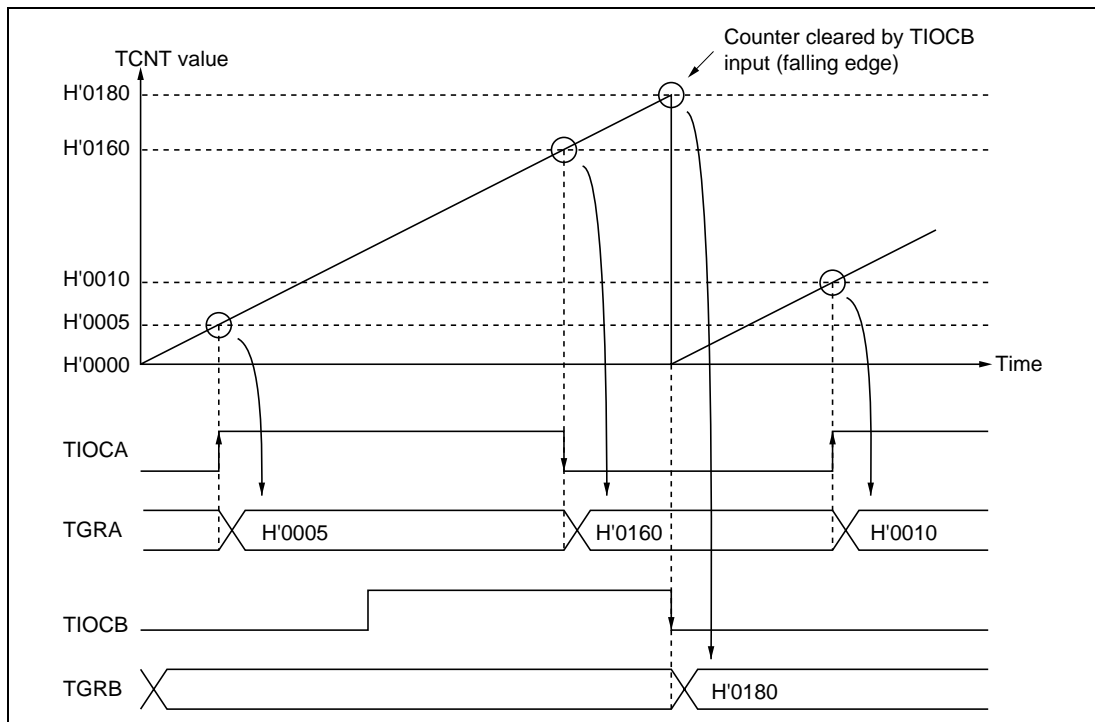 Counter cleared by TIOCB
input (falling edge)
TCNT value
H'0180
H'0160
H'0010
H'0005
H'0000
Time
TIOCA
TGRA
H'0005
H'0160
H'0010
TIOCB
TGRB
H'0180